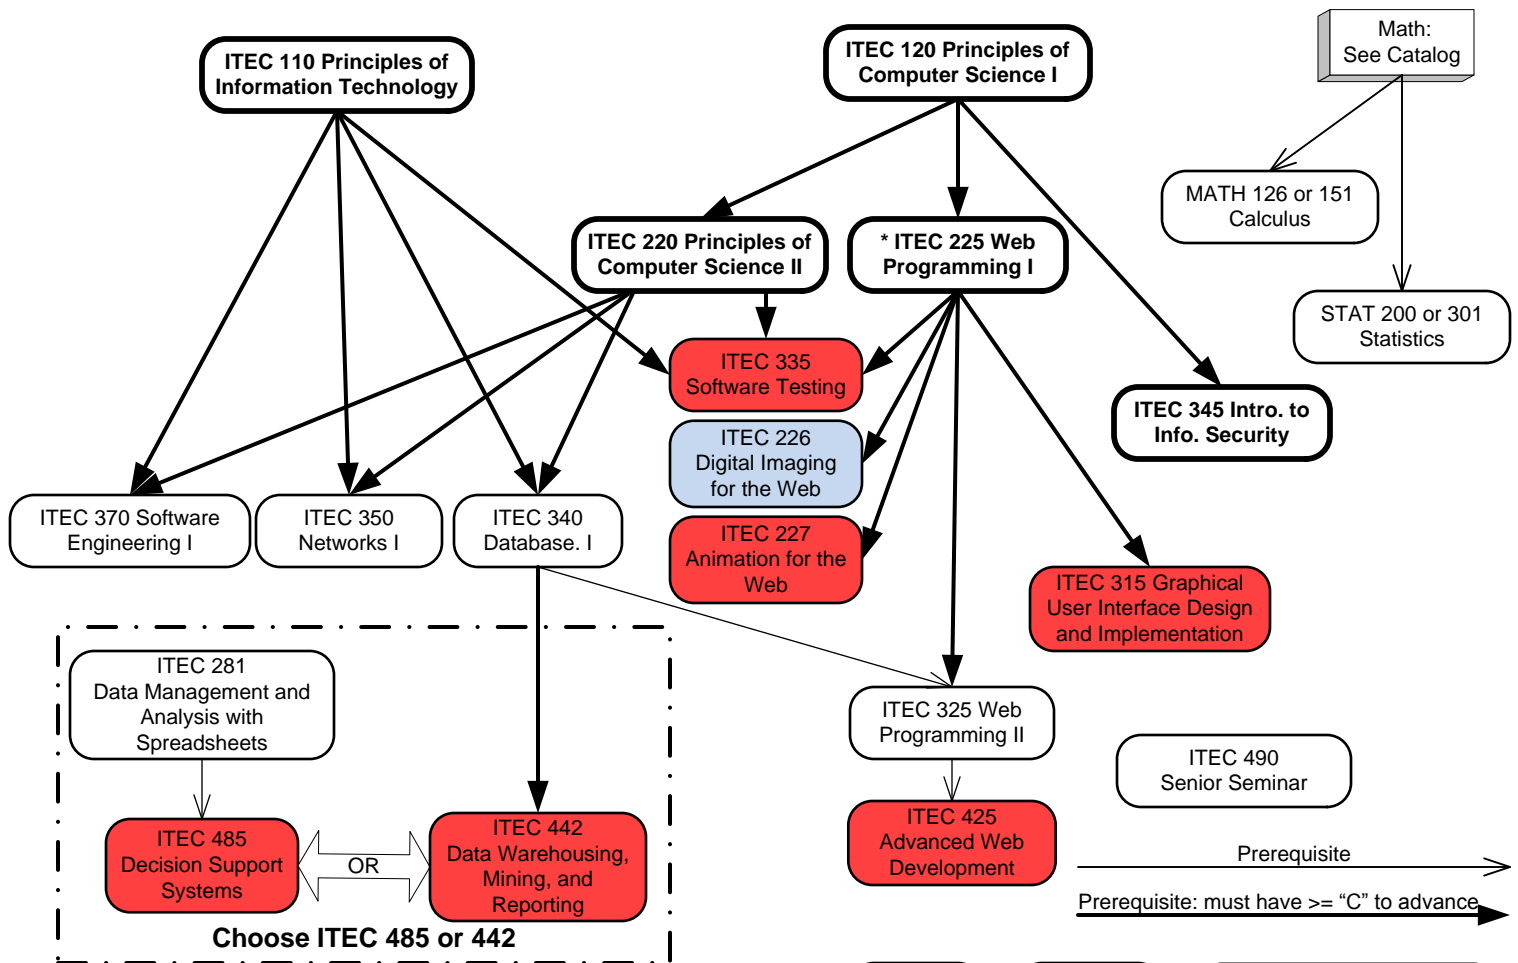 ITEC 110 Principles of
Information Technology
ITEC 120 Principles of
Computer Science I
Math:
See Catalog
MATH 126 or 151
Calculus
ITEC 220 Principles of
Computer Science II
* ITEC 225 Web
Programming I
STAT 200 or 301
Statistics
ITEC 335
Software Testing
ITEC 345 Intro. to
Info. Security
ITEC 226
Digital Imaging
for the Web
ITEC 370 Software
Engineering I
ITEC 350
Networks I
ITEC 340
Database. I
ITEC 227
Animation for the
Web
ITEC 315 Graphical
User Interface Design
and Implementation
ITEC 281
Data Management and
Analysis with
Spreadsheets
ITEC 325 Web
Programming II
ITEC 490
Senior Seminar
ITEC 485
Decision Support
Systems
OR
ITEC 442
Data Warehousing,
Mining, and
Reporting
ITEC 425
Advanced Web
Development
Prerequisite
Prerequisite: must have >= “C” to advance
Choose ITEC 485 or 442